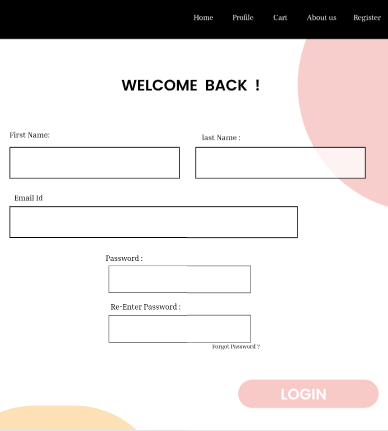 Home Profile Cart About us Register
WELCOME BACK !
First Name: last Name :
Email Id
Password :
Re-Enter Password :
Forgot Password ?
LOGIN